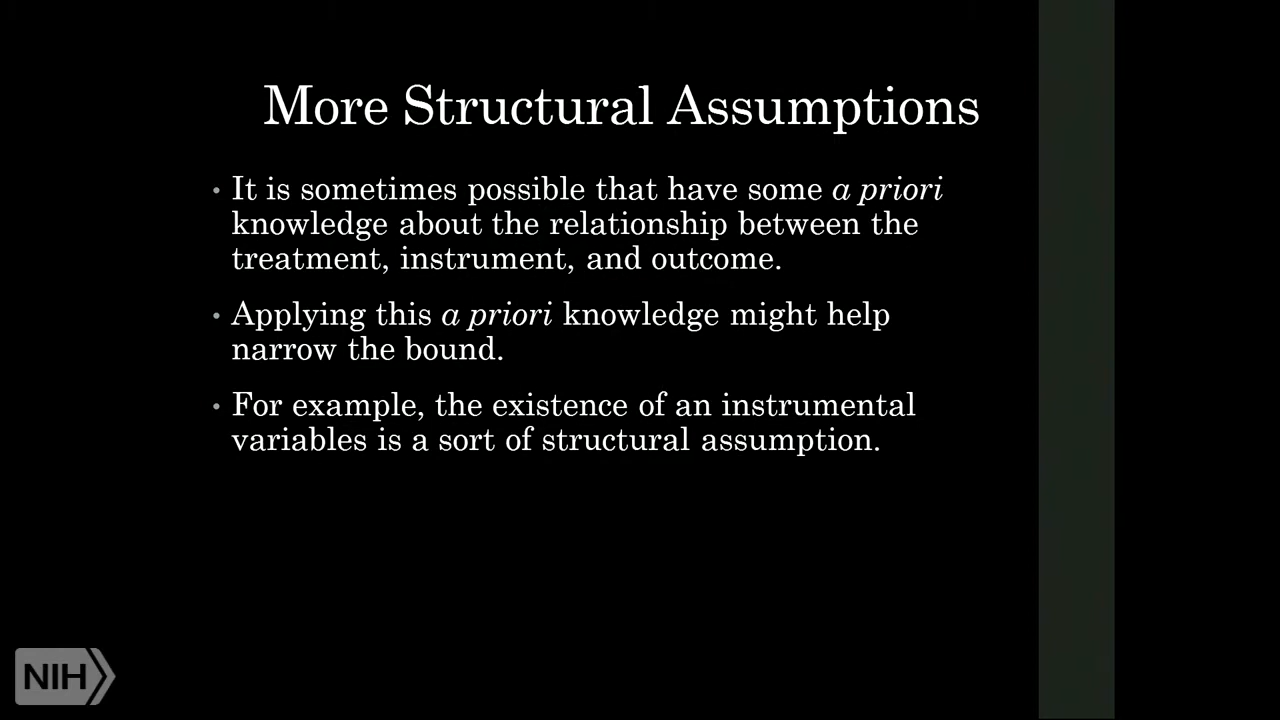 More Structural Assumptions
• It is sometimes possible that have some a priori
knowledge about the relationship between the
treatment, instrument, and outcome.
• Applying this a priori knowledge might help
narrow the bound.
• For example, the existence of an instrumental
variables is a sort of structural assumption.
NIH